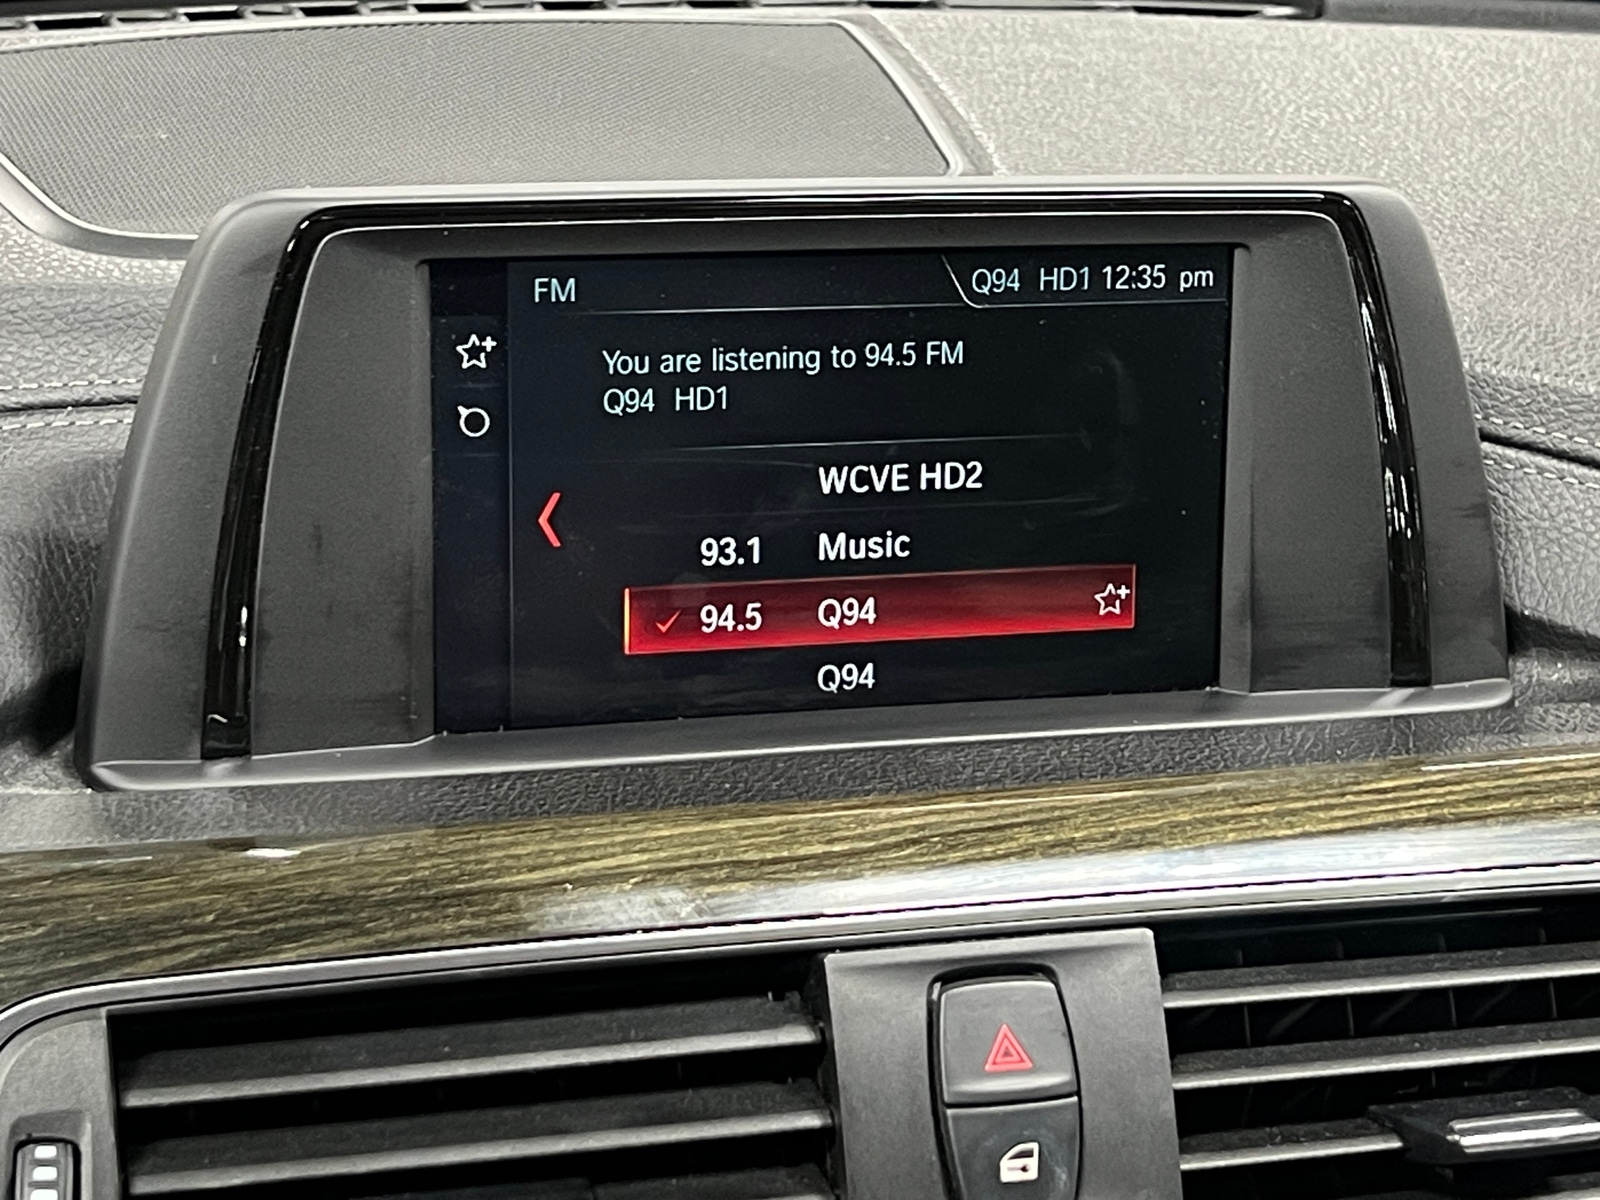 FM
Q94 HD1 12:35 pm
You are listening to 94.5 FM
Q94 HD1
WCVE HD2
93.1 Music
94.5 Q94
Q94